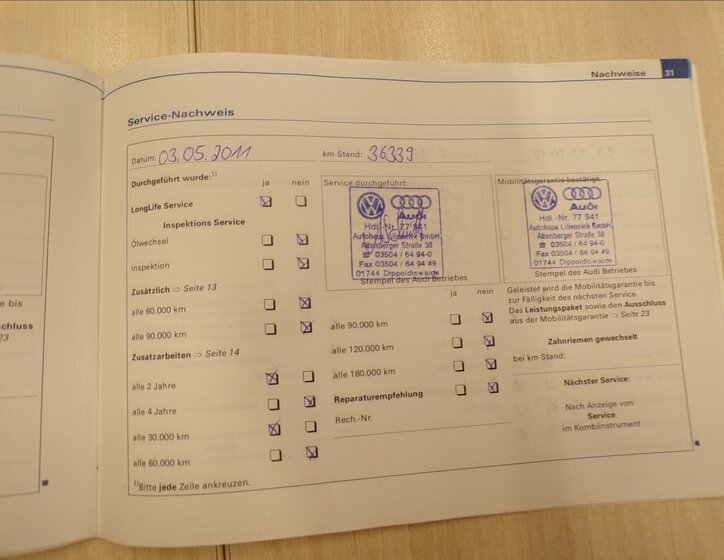 Nachweise 31
Service-Nachweis
Datum: 03.05.2011 km-Stand: 36339
Durchgeführt wurde:1)
ja nein
LongLife Service
Inspektions Service
Ölwechsel
Inspektion
Zusätzlich ⇒ Seite 13
alle 60.000 km
alle 90.000 km
Zusatzarbeiten ⇒ Seite 14
alle 2 Jahre
alle 4 Jahre
alle 30.000 km
alle 60.000 km
1)Bitte jede Zeile ankreuzen.
Service durchgeführt:
Audi
Hdl.-Nr. 77 941
Autohaus Liliensiek GmbH
Altenberger Straße 38
☎ 03504 / 64 94-0
Fax 03504 / 64 94 49
01744 Dippoldiswalde
Stempel des Audi Betriebes
ja nein
alle 90.000 km
alle 120.000 km
alle 180.000 km
Reparaturempfehlung
Rech.-Nr.
Mobilitätsgarantie bestätigt:
Audi
Hdl.-Nr. 77 941
Autohaus Liliensiek GmbH
Altenberger Straße 38
☎ 03504 / 64 94-0
Fax 03504 / 64 94 49
01744 Dippoldiswalde
Stempel des Audi Betriebes
Geleistet wird die Mobilitätsgarantie bis
zur Fälligkeit des nächsten Service.
Das Leistungspaket sowie den Ausschluss
aus der Mobilitätsgarantie ⇒ Seite 23
Zahnriemen gewechselt
bei km-Stand:
Nächster Service:
Nach Anzeige von
Service
im Kombiinstrument